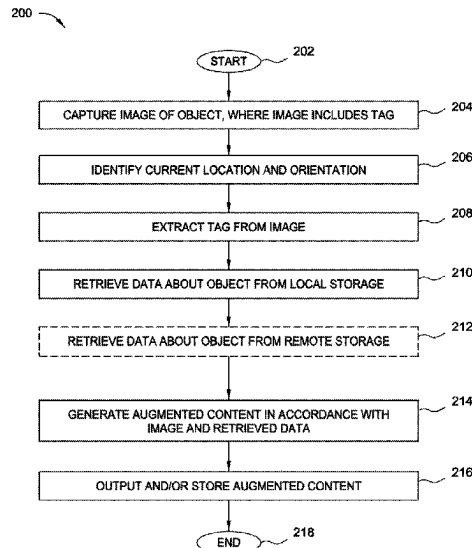 200
START
202
CAPTURE IMAGE OF OBJECT, WHERE IMAGE INCLUDES TAG
204
IDENTIFY CURRENT LOCATION AND ORIENTATION
206
EXTRACT TAG FROM IMAGE
208
RETRIEVE DATA ABOUT OBJECT FROM LOCAL STORAGE
210
RETRIEVE DATA ABOUT OBJECT FROM REMOTE STORAGE
212
GENERATE AUGMENTED CONTENT IN ACCORDANCE WITH
IMAGE AND RETRIEVED DATA
214
OUTPUT AND/OR STORE AUGMENTED CONTENT
216
END
218